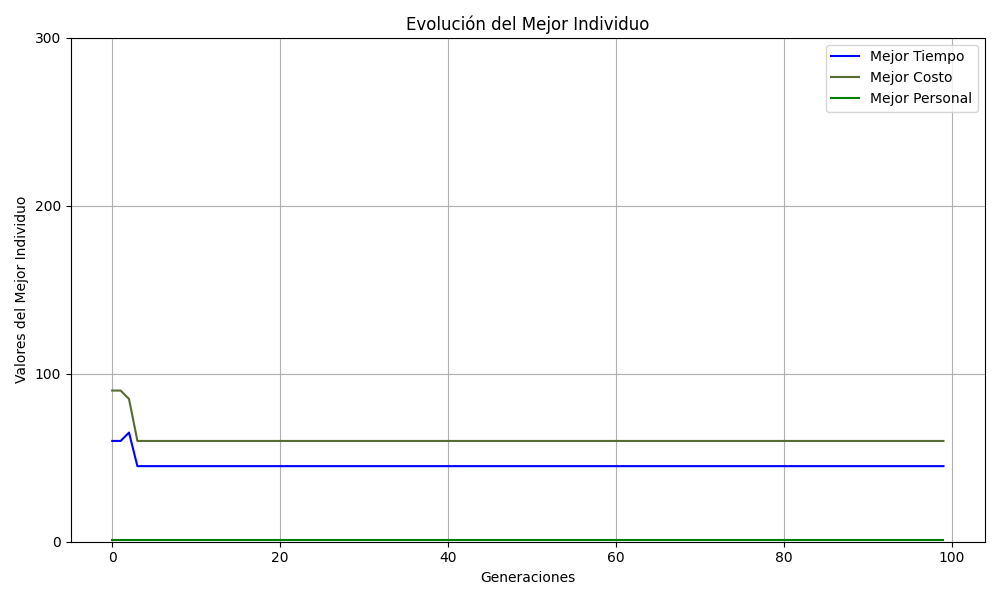 Evolución del Mejor Individuo
Mejor Tiempo
Mejor Costo
Mejor Personal
Valores del Mejor Individuo
300
200
100
0
0 20 40 60 80 100
Generaciones